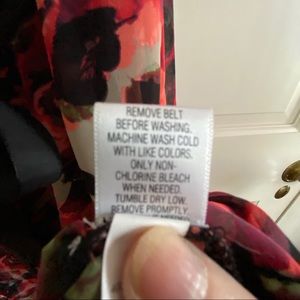 REMOVE BELT
BEFORE WASHING.
MACHINE WASH COLD
WITH LIKE COLORS.
ONLY NON-
CHLORINE BLEACH
WHEN NEEDED.
TUMBLE DRY LOW.
REMOVE PROMPTLY.
NEEDED